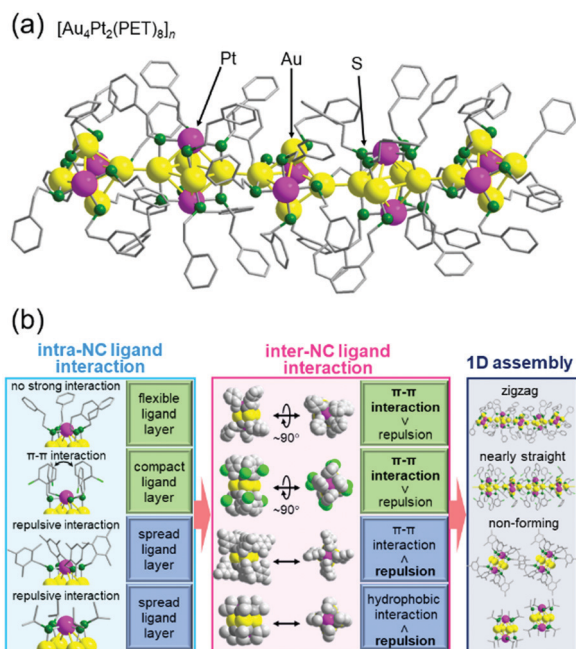 (a) [Au4Pt2(PET)8]n
Pt Au S
(b)
intra-NC ligand
interaction
inter-NC ligand
interaction
1D assembly
no strong interaction
flexible
ligand
layer
~90°
π-π
interaction
∨
repulsion
zigzag
π-π interaction
compact
ligand
layer
~90°
π-π
interaction
∨
repulsion
nearly straight
repulsive interaction
spread
ligand
layer
π-π
interaction
∧
repulsion
non-forming
repulsive interaction
spread
ligand
layer
hydrophobic
interaction
∧
repulsion